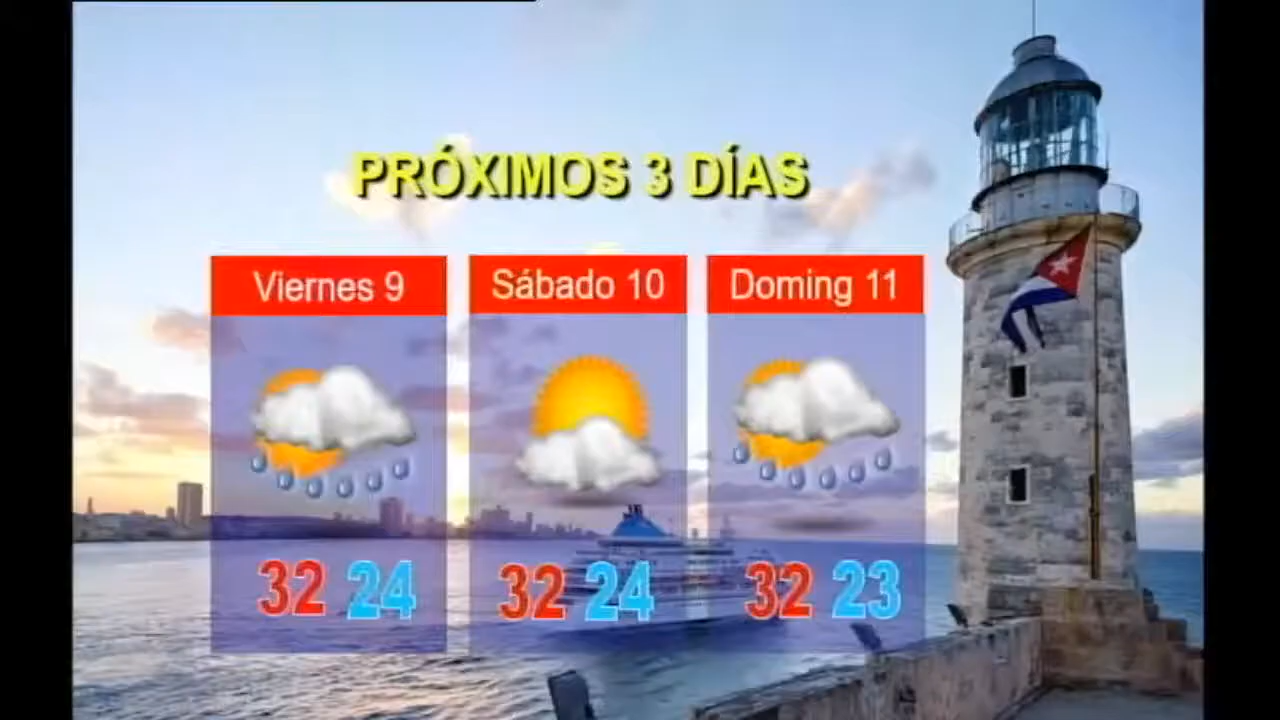 PRÓXIMOS 3 DÍAS
Viernes 9
Sábado 10
Doming 11
32 24
32 24
32 23